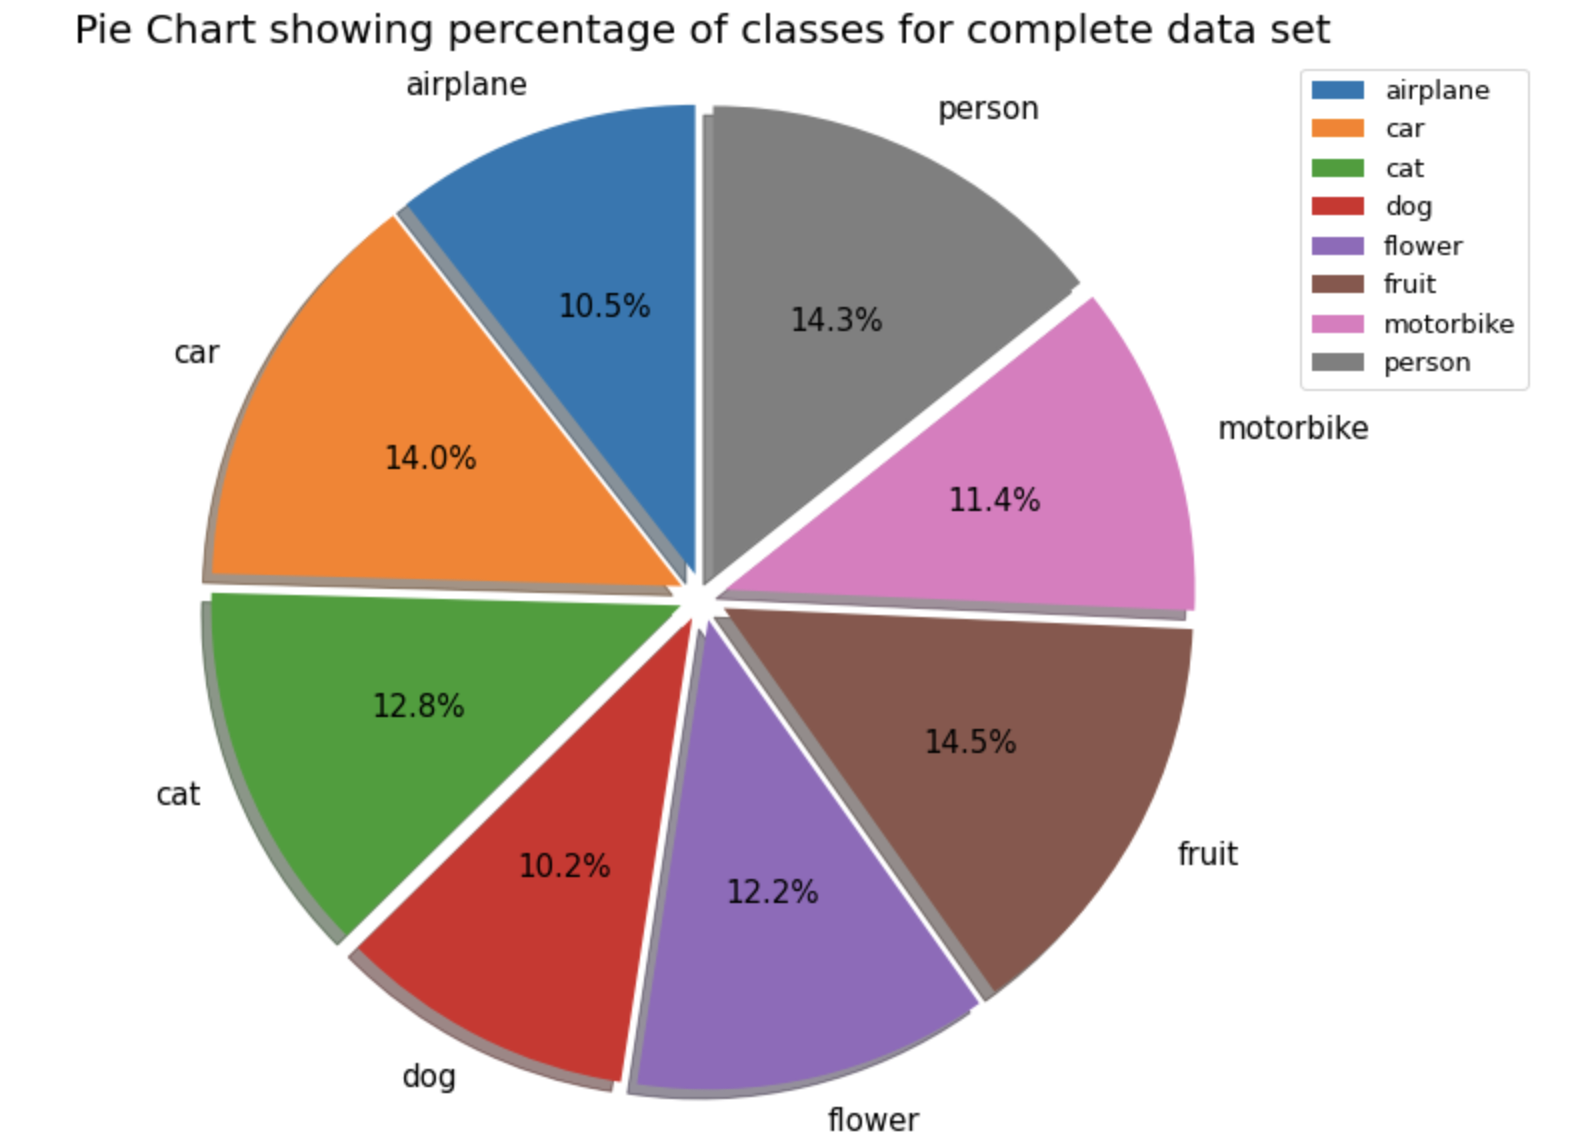 Pie Chart showing percentage of classes for complete data set
airplane
person
car
motorbike
cat
fruit
dog
flower
10.5%
14.3%
14.0%
11.4%
12.8%
14.5%
10.2%
12.2%
airplane
car
cat
dog
flower
fruit
motorbike
person